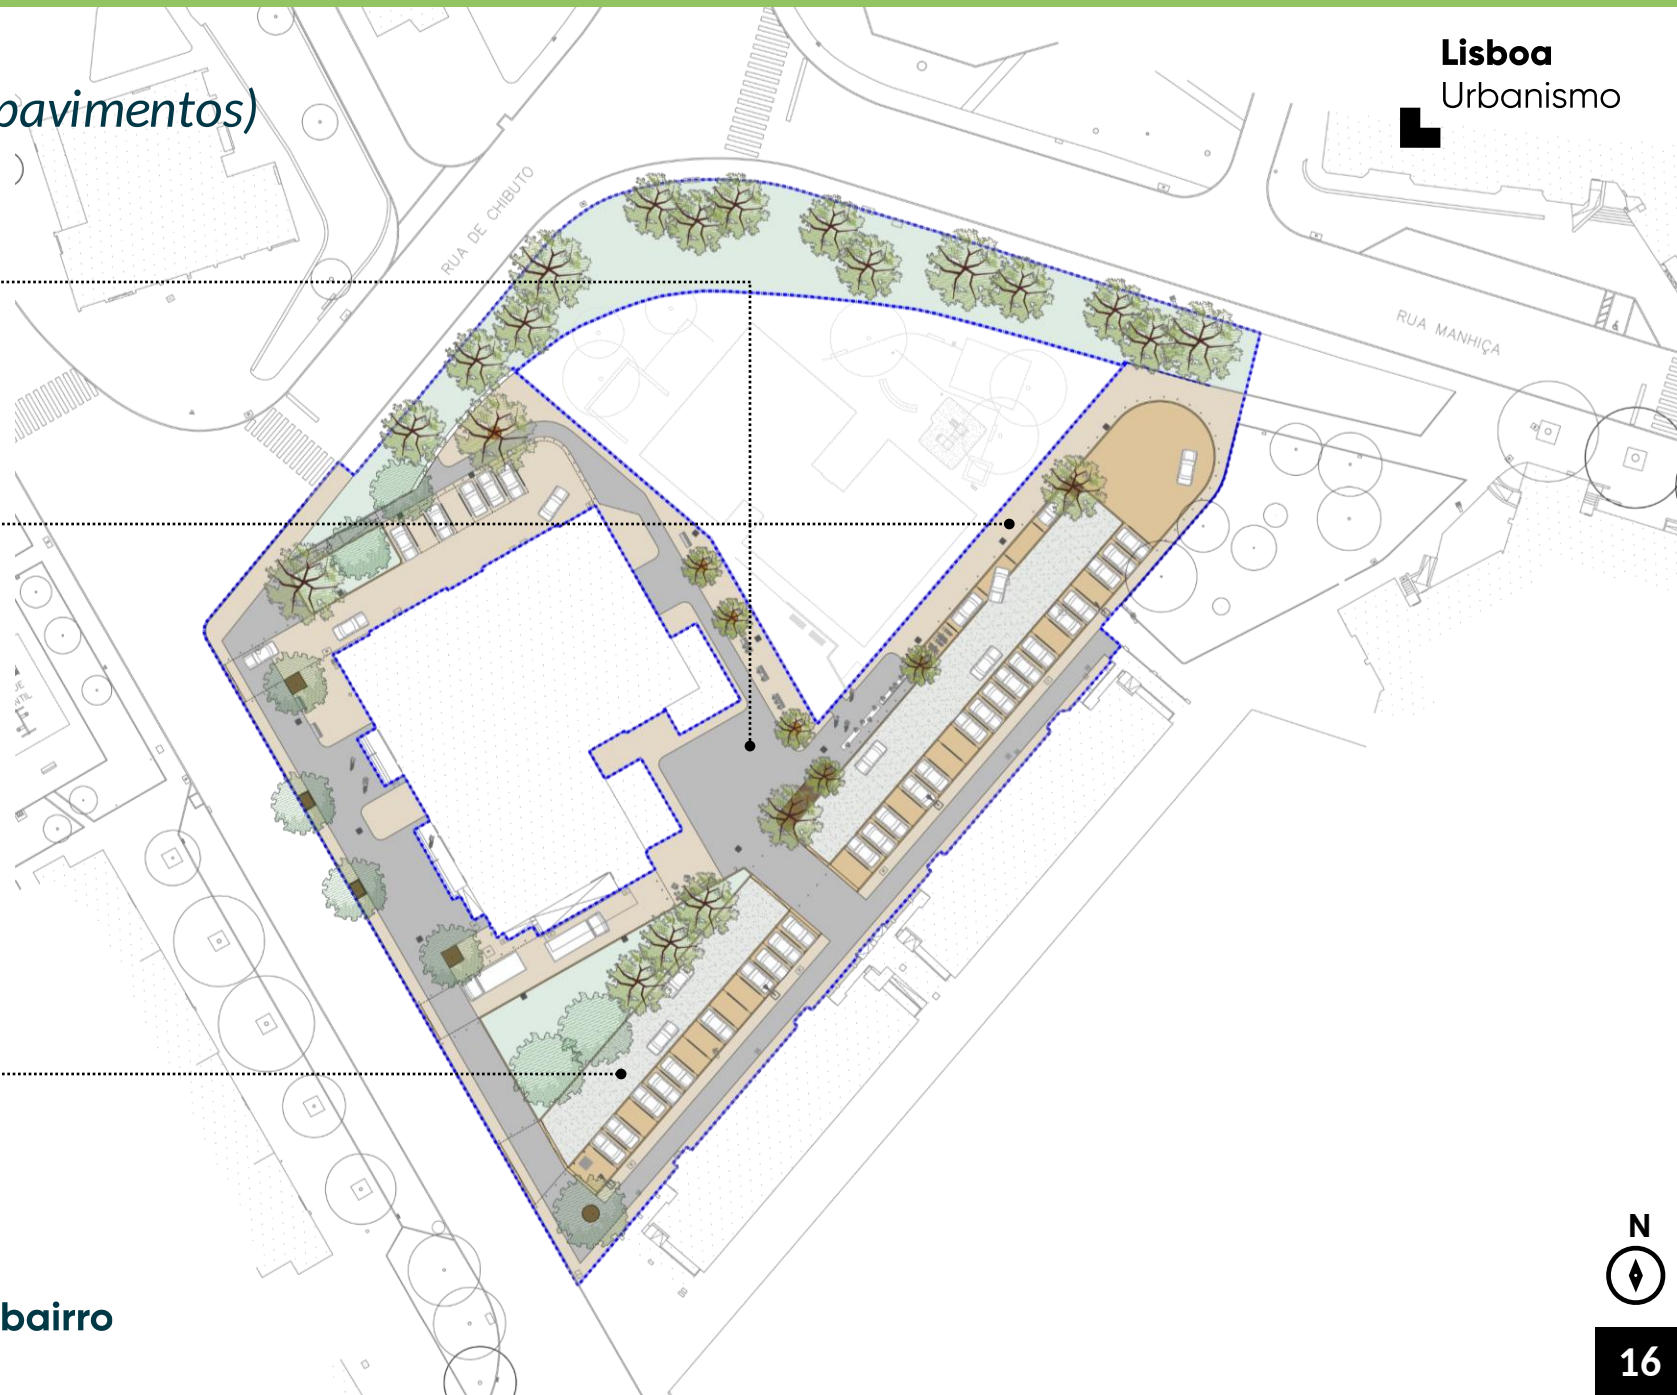 Lisboa
Urbanismo
pavimentos)
RUA DE CHIBUTO
RUA MANHIÇA
N
bairro
16